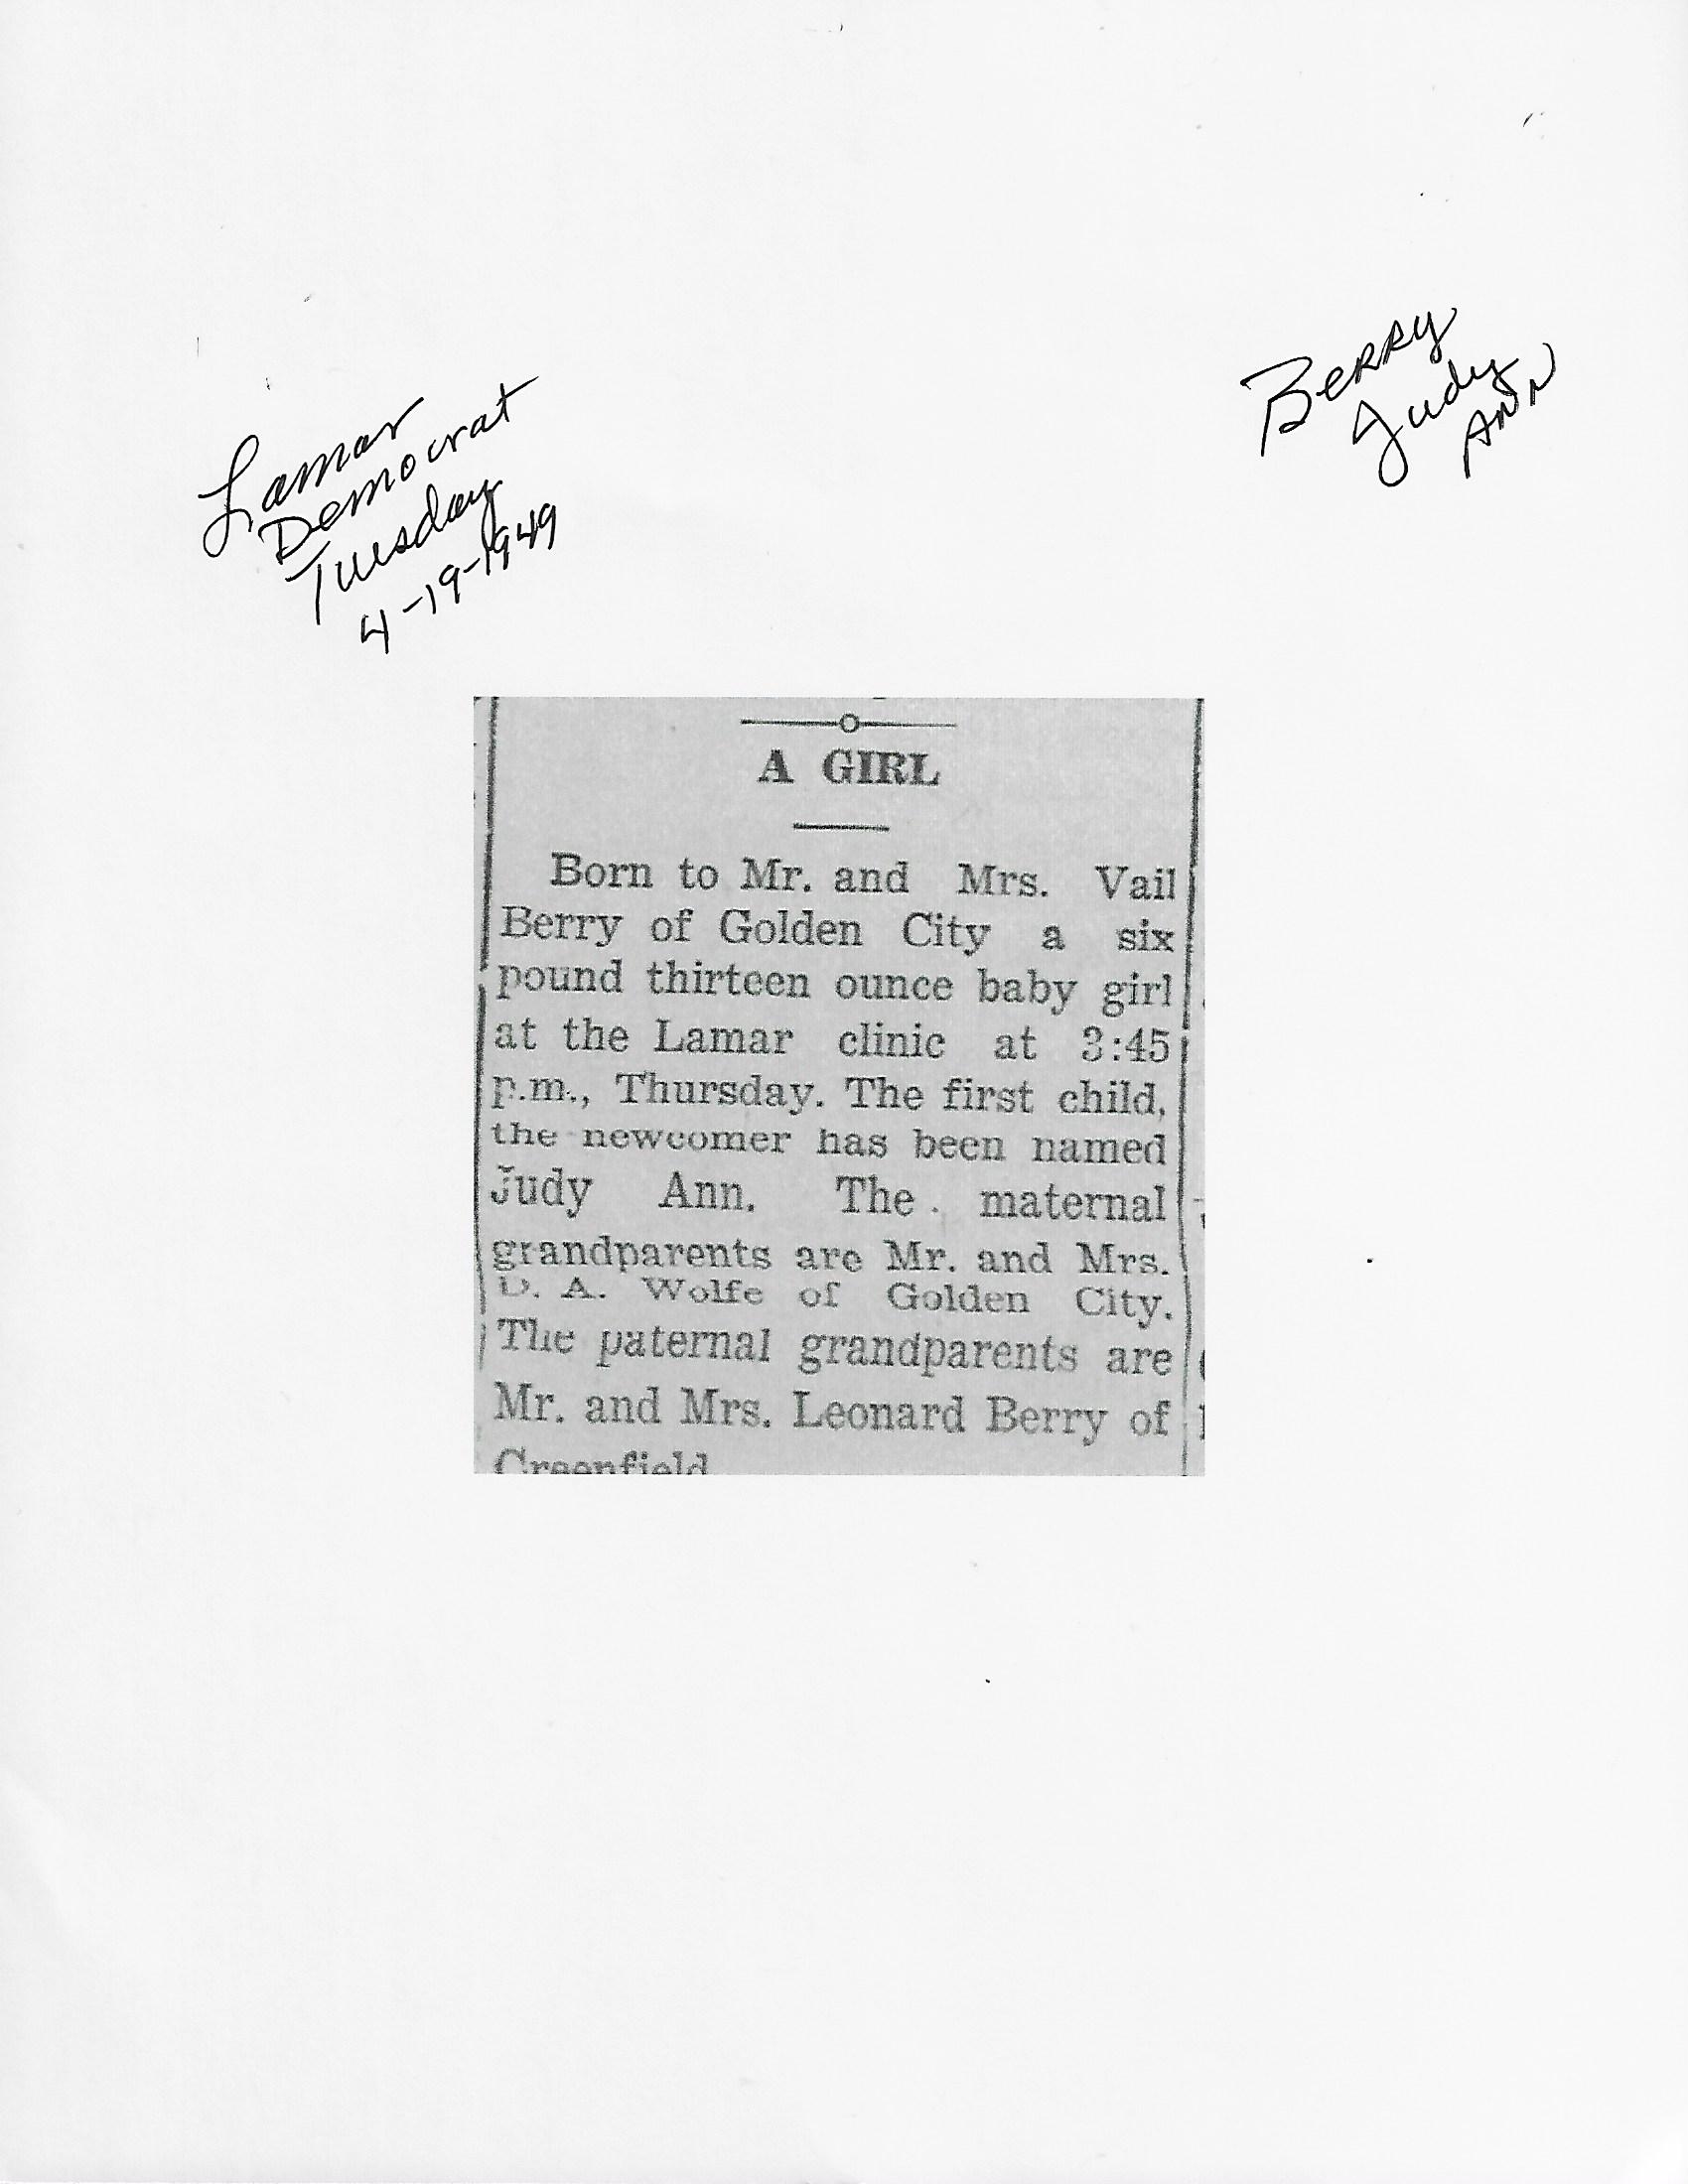 Lamar
Democrat
Tuesday
4-19-1949
Berry
Judy
Ann
A GIRL
Born to Mr. and Mrs. Vail
Berry of Golden City a six
pound thirteen ounce baby girl
at the Lamar clinic at 3:45
p.m., Thursday. The first child,
the newcomer has been named
Judy Ann. The maternal
grandparents are Mr. and Mrs.
D. A. Wolfe of Golden City.
The paternal grandparents are
Mr. and Mrs. Leonard Berry of
Greenfield